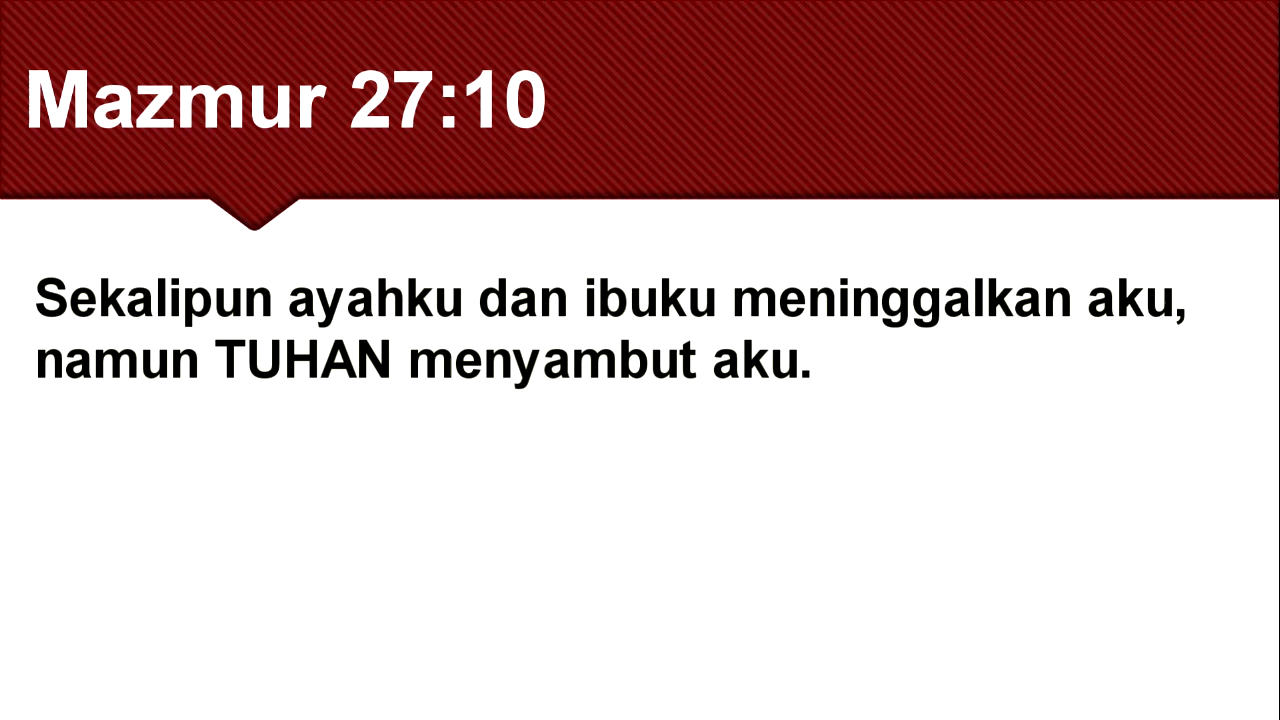 Mazmur 27:10
Sekalipun ayahku dan ibuku meninggalkan aku,
namun TUHAN menyambut aku.